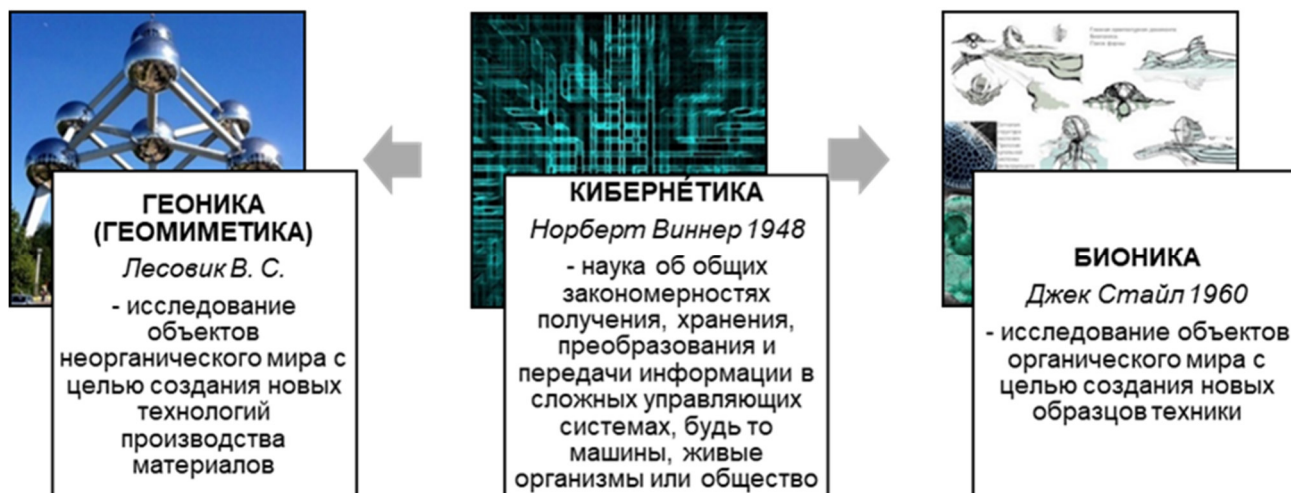 ГЕОНИКА
(ГЕОМИМЕТИКА)
Лесовик В. С.
- исследование
объектов
неорганического мира с
целью создания новых
технологий
производства
материалов
КИБЕРНÉТИКА
Норберт Виннер 1948
- наука об общих
закономерностях
получения, хранения,
преобразования и
передачи информации в
сложных управляющих
системах, будь то
машины, живые
организмы или общество
БИОНИКА
Джек Стайл 1960
- исследование объектов
органического мира с
целью создания новых
образцов техники